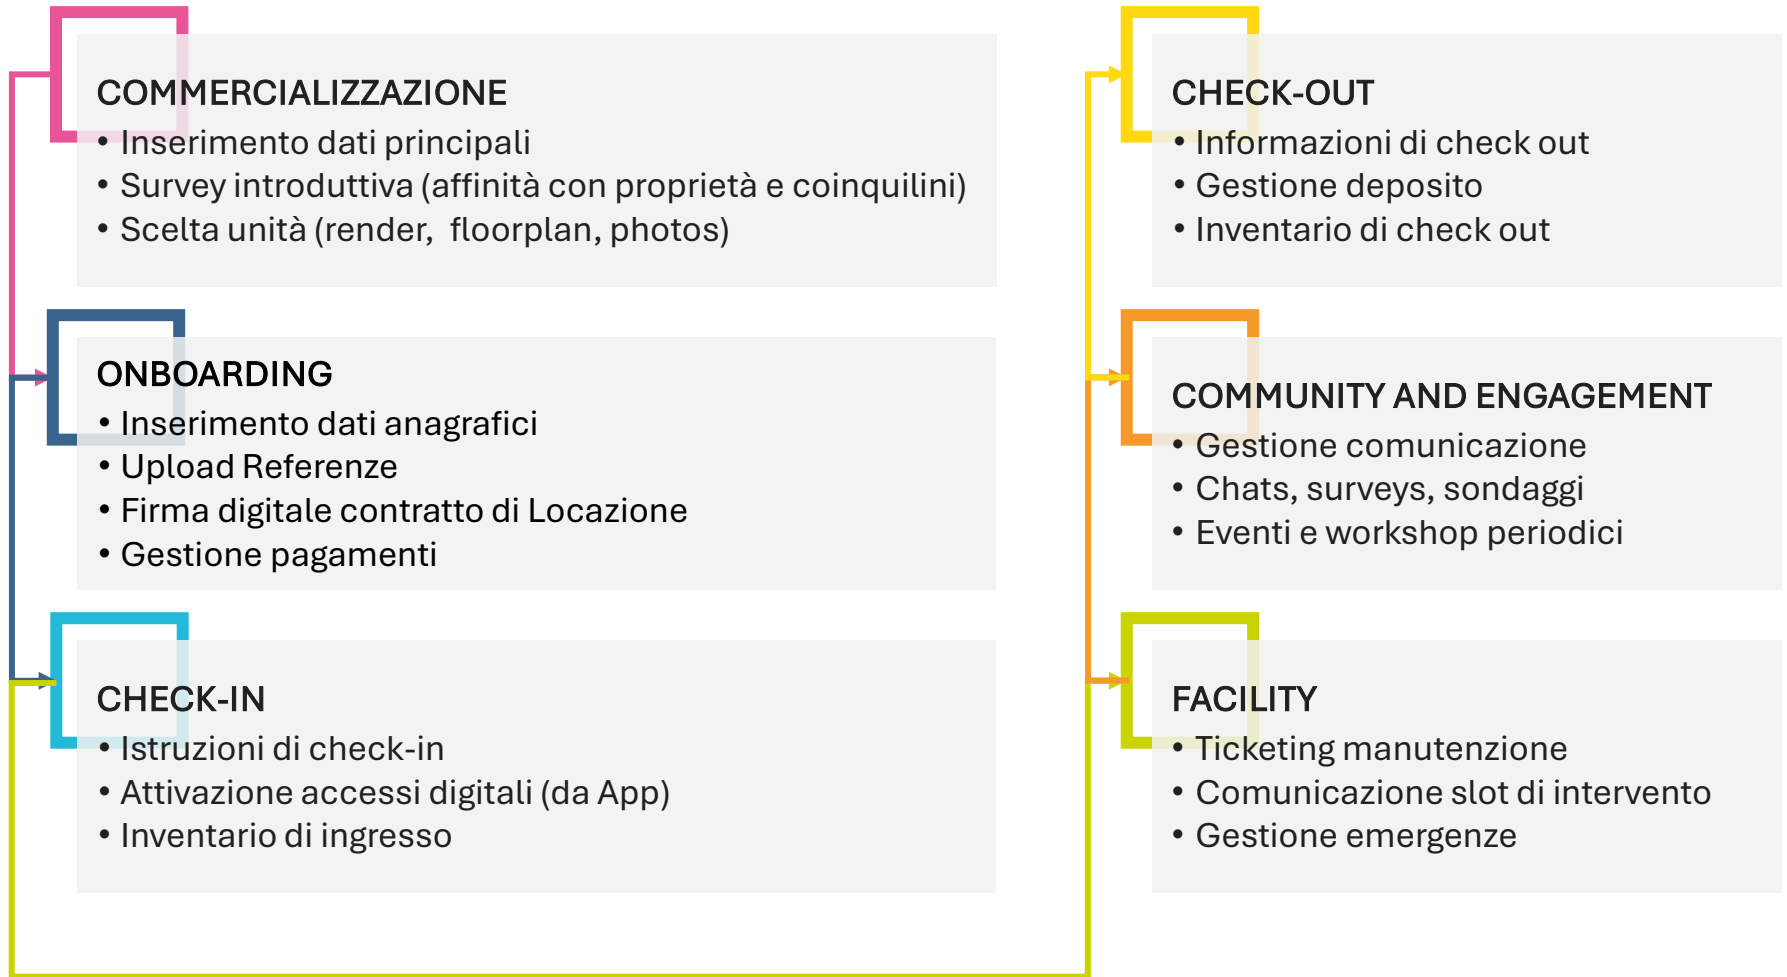 COMMERCIALIZZAZIONE
• Inserimento dati principali
• Survey introduttiva (affinità con proprietà e coinquilini)
• Scelta unità (render, floorplan, photos)
ONBOARDING
• Inserimento dati anagrafici
• Upload Referenze
• Firma digitale contratto di Locazione
• Gestione pagamenti
CHECK-IN
• Istruzioni di check-in
• Attivazione accessi digitali (da App)
• Inventario di ingresso
CHECK-OUT
• Informazioni di check out
• Gestione deposito
• Inventario di check out
COMMUNITY AND ENGAGEMENT
• Gestione comunicazione
• Chats, surveys, sondaggi
• Eventi e workshop periodici
FACILITY
• Ticketing manutenzione
• Comunicazione slot di intervento
• Gestione emergenze